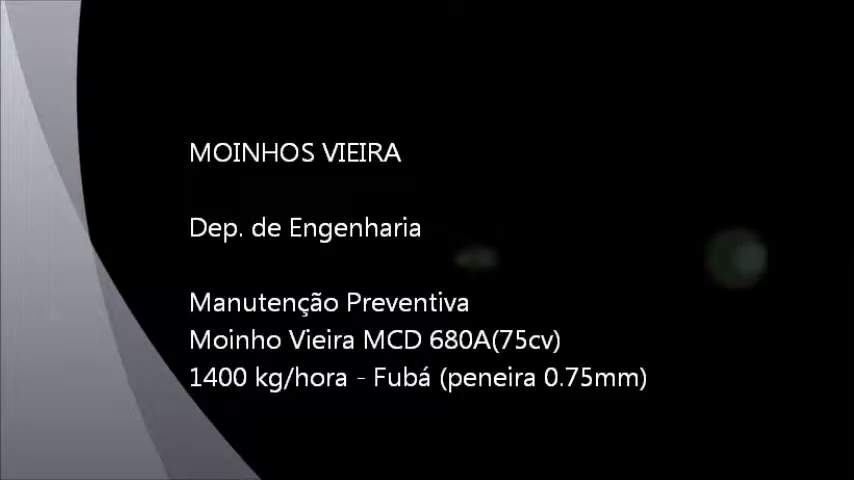 MOINHOS VIEIRA
Dep. de Engenharia
Manutenção Preventiva
Moinho Vieira MCD 680A(75cv)
1400 kg/hora - Fubá (peneira 0.75mm)